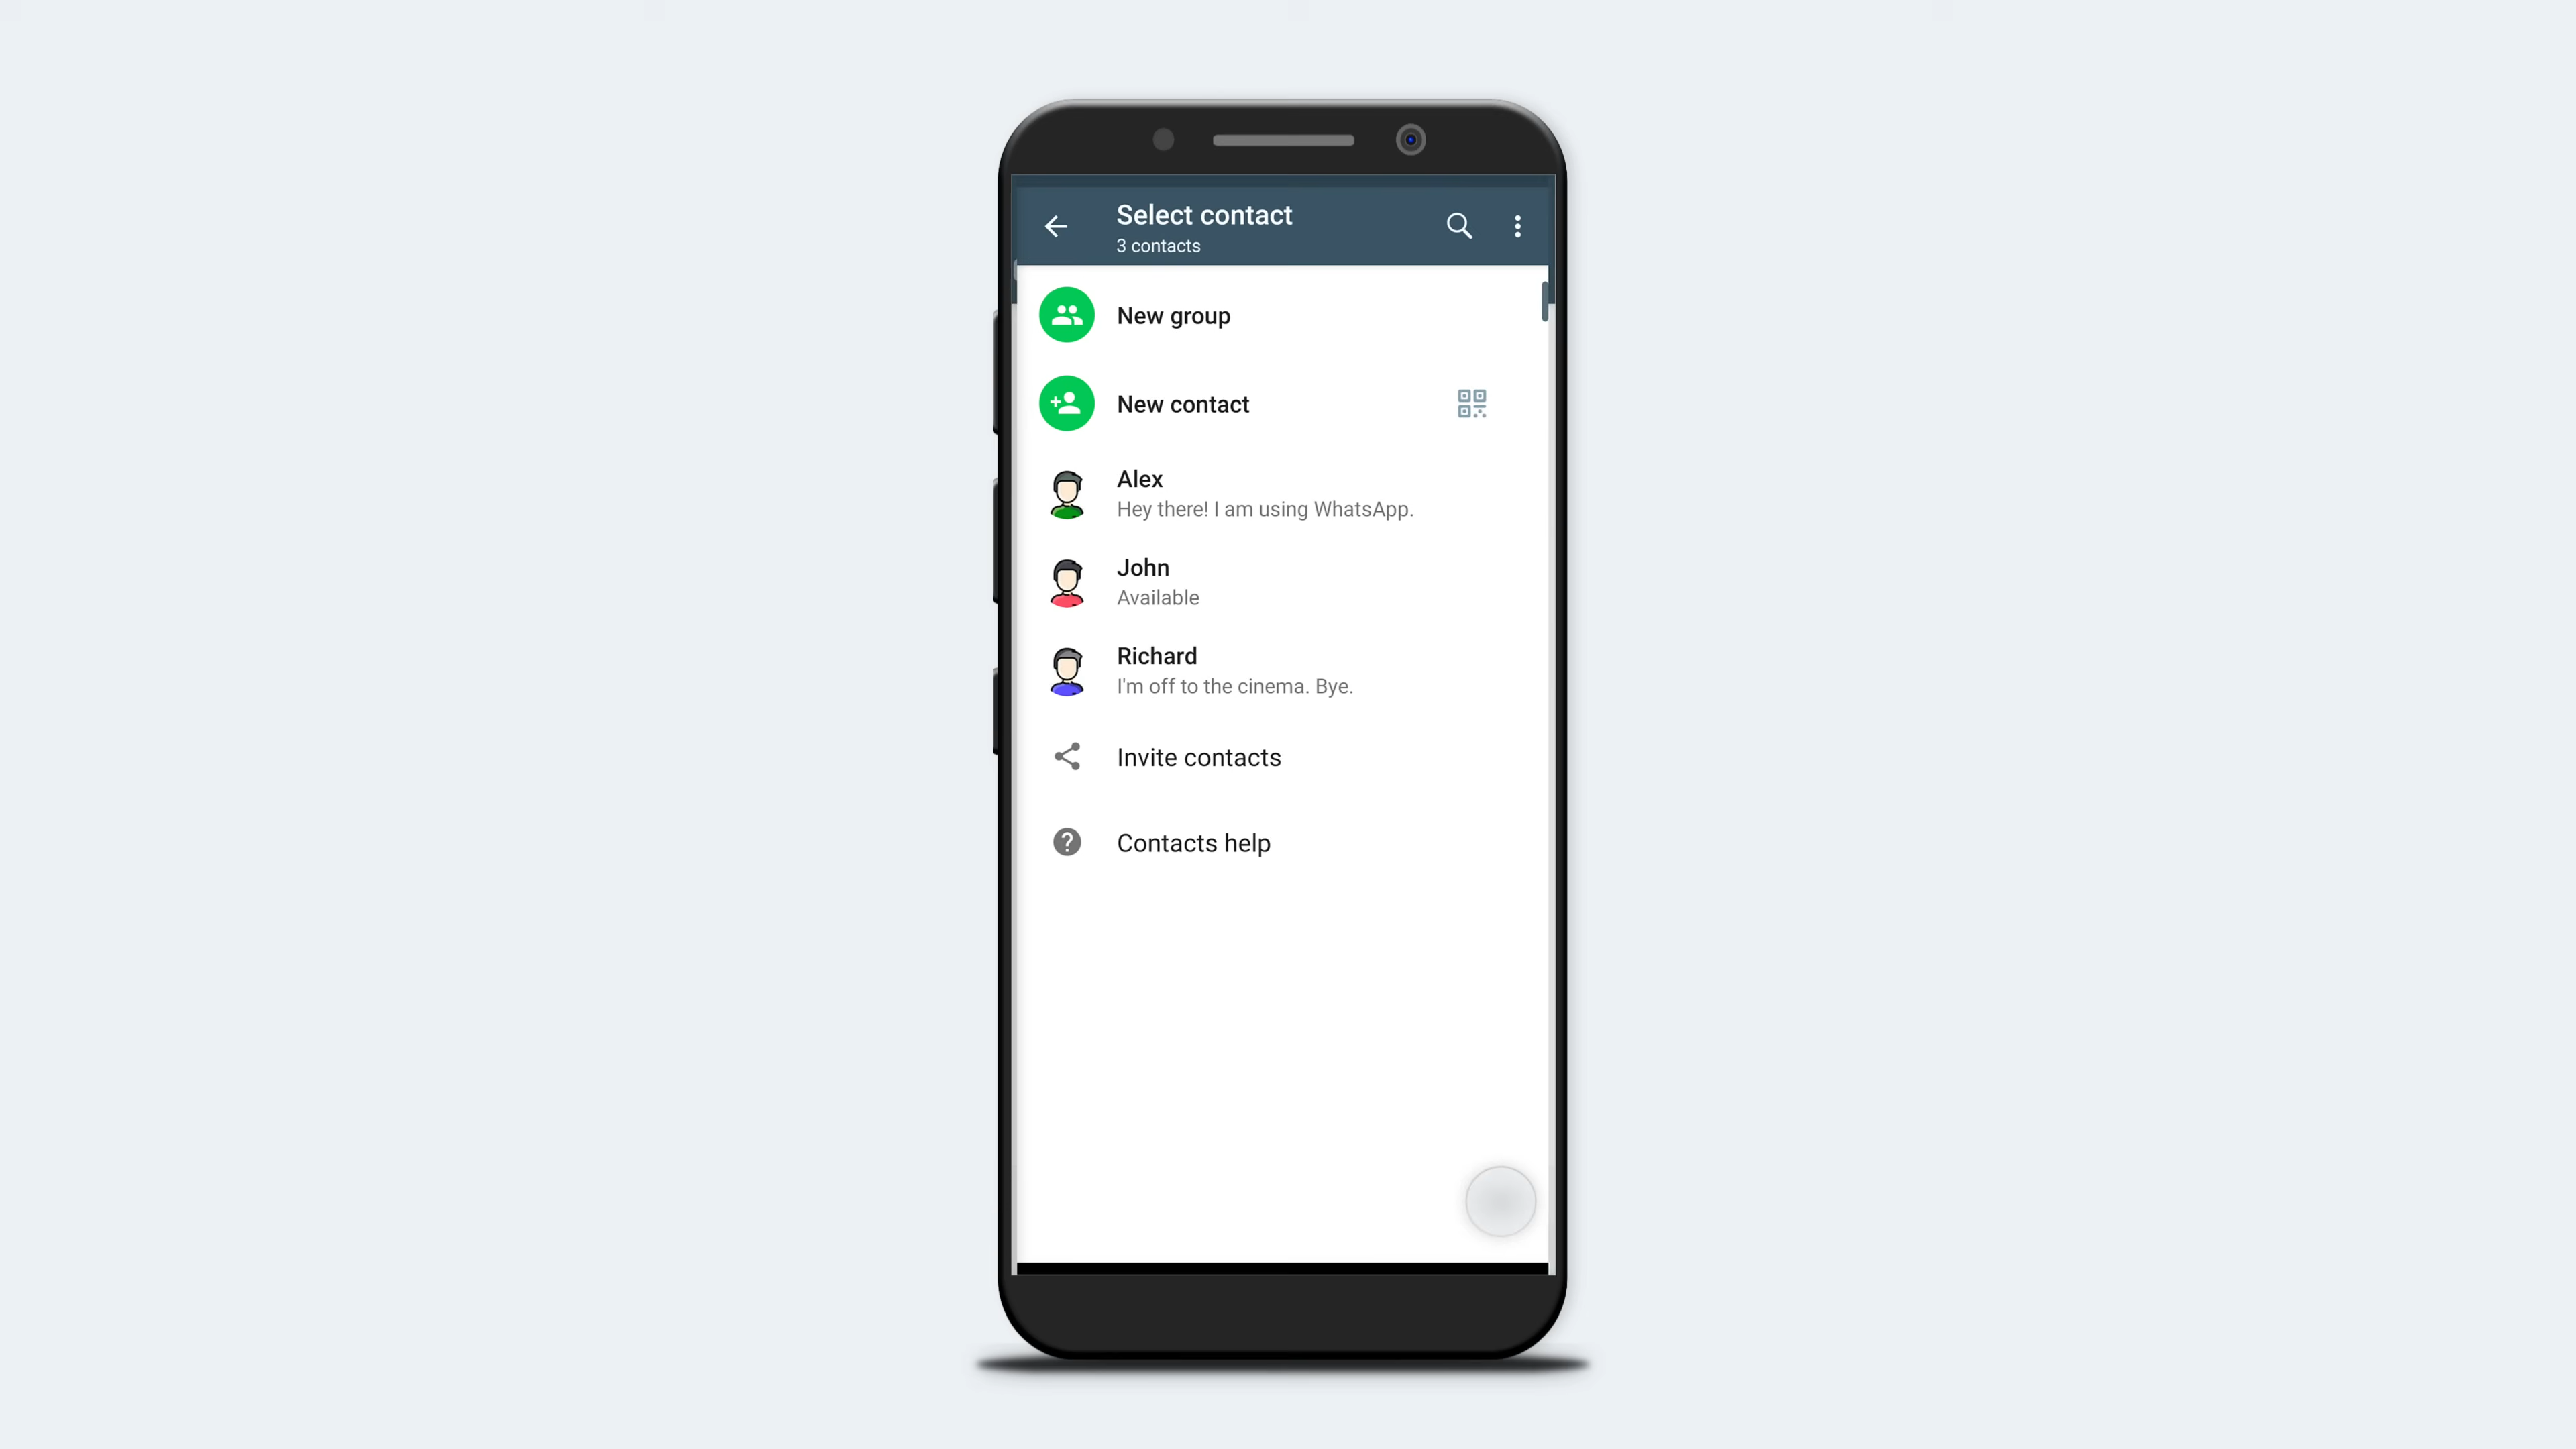 Select contact
3 contacts
New group
New contact
Alex
Hey there! I am using WhatsApp.
John
Available
Richard
I'm off to the cinema. Bye.
Invite contacts
Contacts help